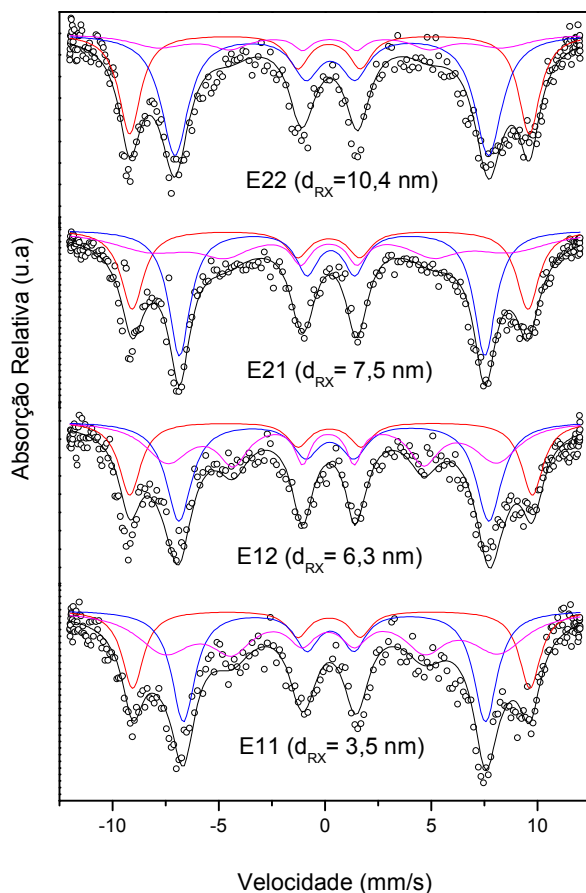 Absorção Relativa (u.a)
E22 (dRX=10,4 nm)
E21 (dRX= 7,5 nm)
E12 (dRX= 6,3 nm)
E11 (dRX= 3,5 nm)
-10 -5 0 5 10
Velocidade (mm/s)